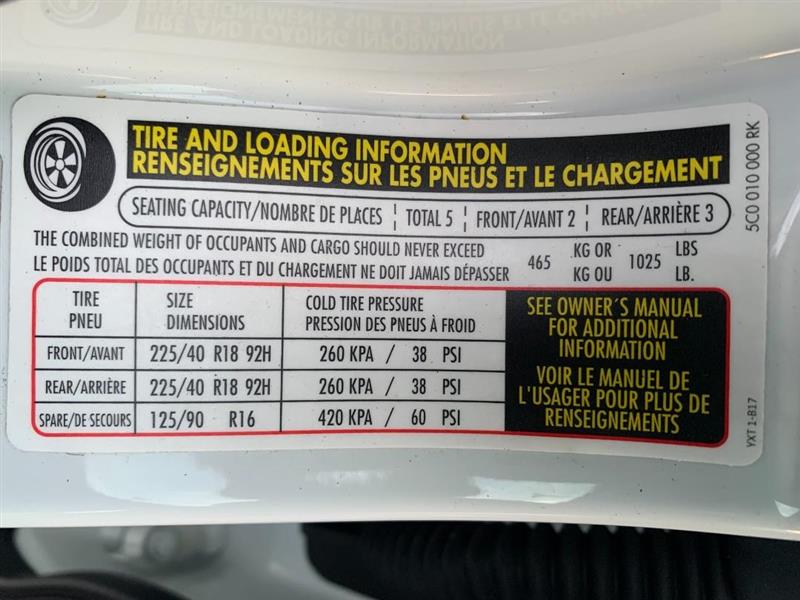 TIRE AND LOADING INFORMATION
RENSEIGNEMENTS SUR LES PNEUS ET LE CHARGEMENT
SEATING CAPACITY/NOMBRE DE PLACES ¦ TOTAL 5 ¦ FRONT/AVANT 2 ¦ REAR/ARRIÈRE 3
THE COMBINED WEIGHT OF OCCUPANTS AND CARGO SHOULD NEVER EXCEED
LE POIDS TOTAL DES OCCUPANTS ET DU CHARGEMENT NE DOIT JAMAIS DÉPASSER
465
KG OR
KG OU
1025
LBS
LB.
TIRE
PNEU
SIZE
DIMENSIONS
COLD TIRE PRESSURE
PRESSION DES PNEUS À FROID
FRONT/AVANT 225/40 R18 92H 260 KPA / 38 PSI
REAR/ARRIÈRE 225/40 R18 92H 260 KPA / 38 PSI
SPARE/DE SECOURS 125/90 R16 420 KPA / 60 PSI
SEE OWNER´S MANUAL
FOR ADDITIONAL
INFORMATION
VOIR LE MANUEL DE
L'USAGER POUR PLUS DE
RENSEIGNEMENTS
5C0 010 000 RK
YXT 1-B17